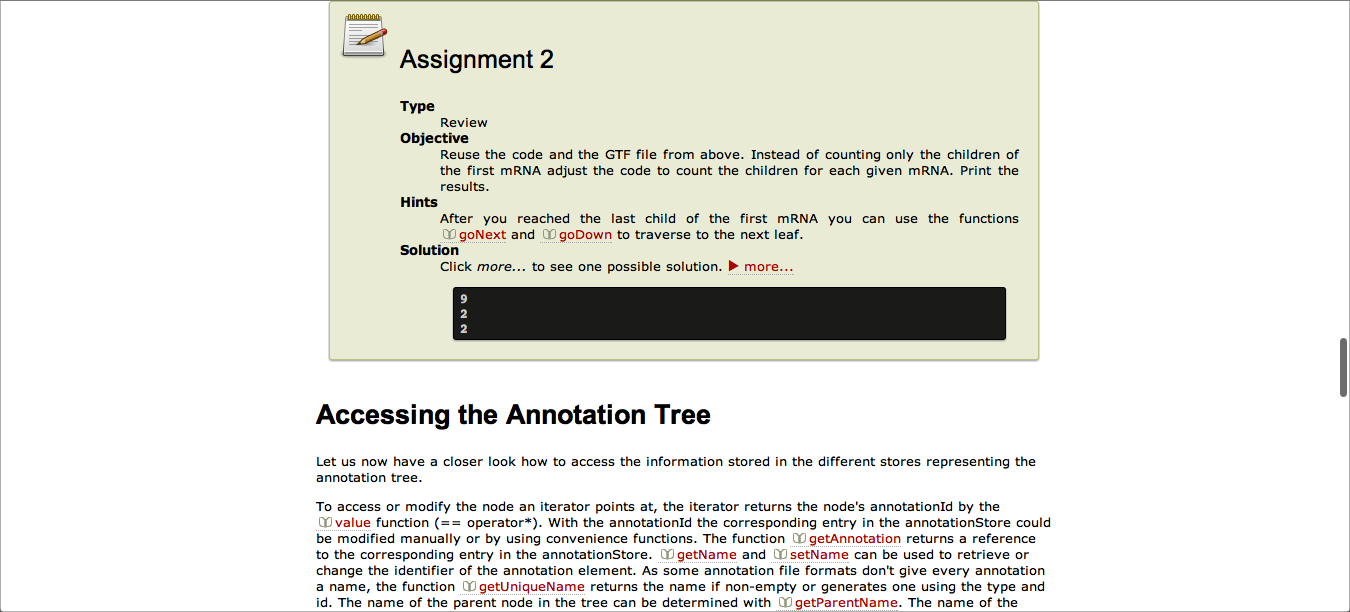 Assignment 2
Type
Review
Objective
Reuse the code and the GTF file from above. Instead of counting only the children of
the first mRNA adjust the code to count the children for each given mRNA. Print the
results.
Hints
After you reached the last child of the first mRNA you can use the functions
goNext and goDown to traverse to the next leaf.
Solution
Click more... to see one possible solution. ▶ more...
9
2
2
Accessing the Annotation Tree
Let us now have a closer look how to access the information stored in the different stores representing the
annotation tree.
To access or modify the node an iterator points at, the iterator returns the node's annotationId by the
value function (== operator*). With the annotationId the corresponding entry in the annotationStore could
be modified manually or by using convenience functions. The function getAnnotation returns a reference
to the corresponding entry in the annotationStore. getName and setName can be used to retrieve or
change the identifier of the annotation element. As some annotation file formats don't give every annotation
a name, the function getUniqueName returns the name if non-empty or generates one using the type and
id. The name of the parent node in the tree can be determined with getParentName. The name of the